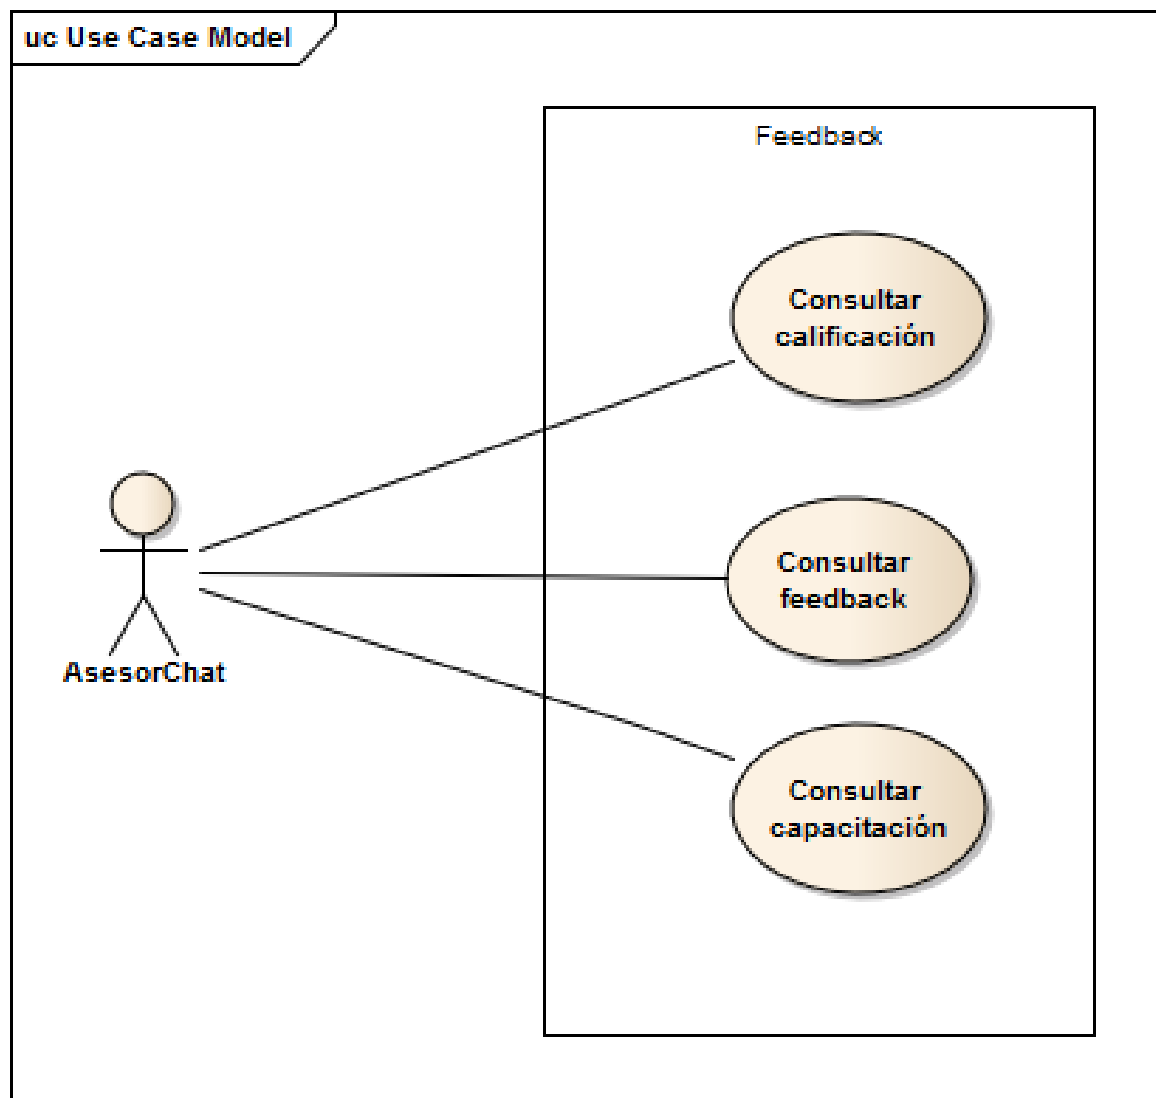 uc Use Case Model
Feedback
Consultar
calificación
Consultar
feedback
AsesorChat
Consultar
capacitación